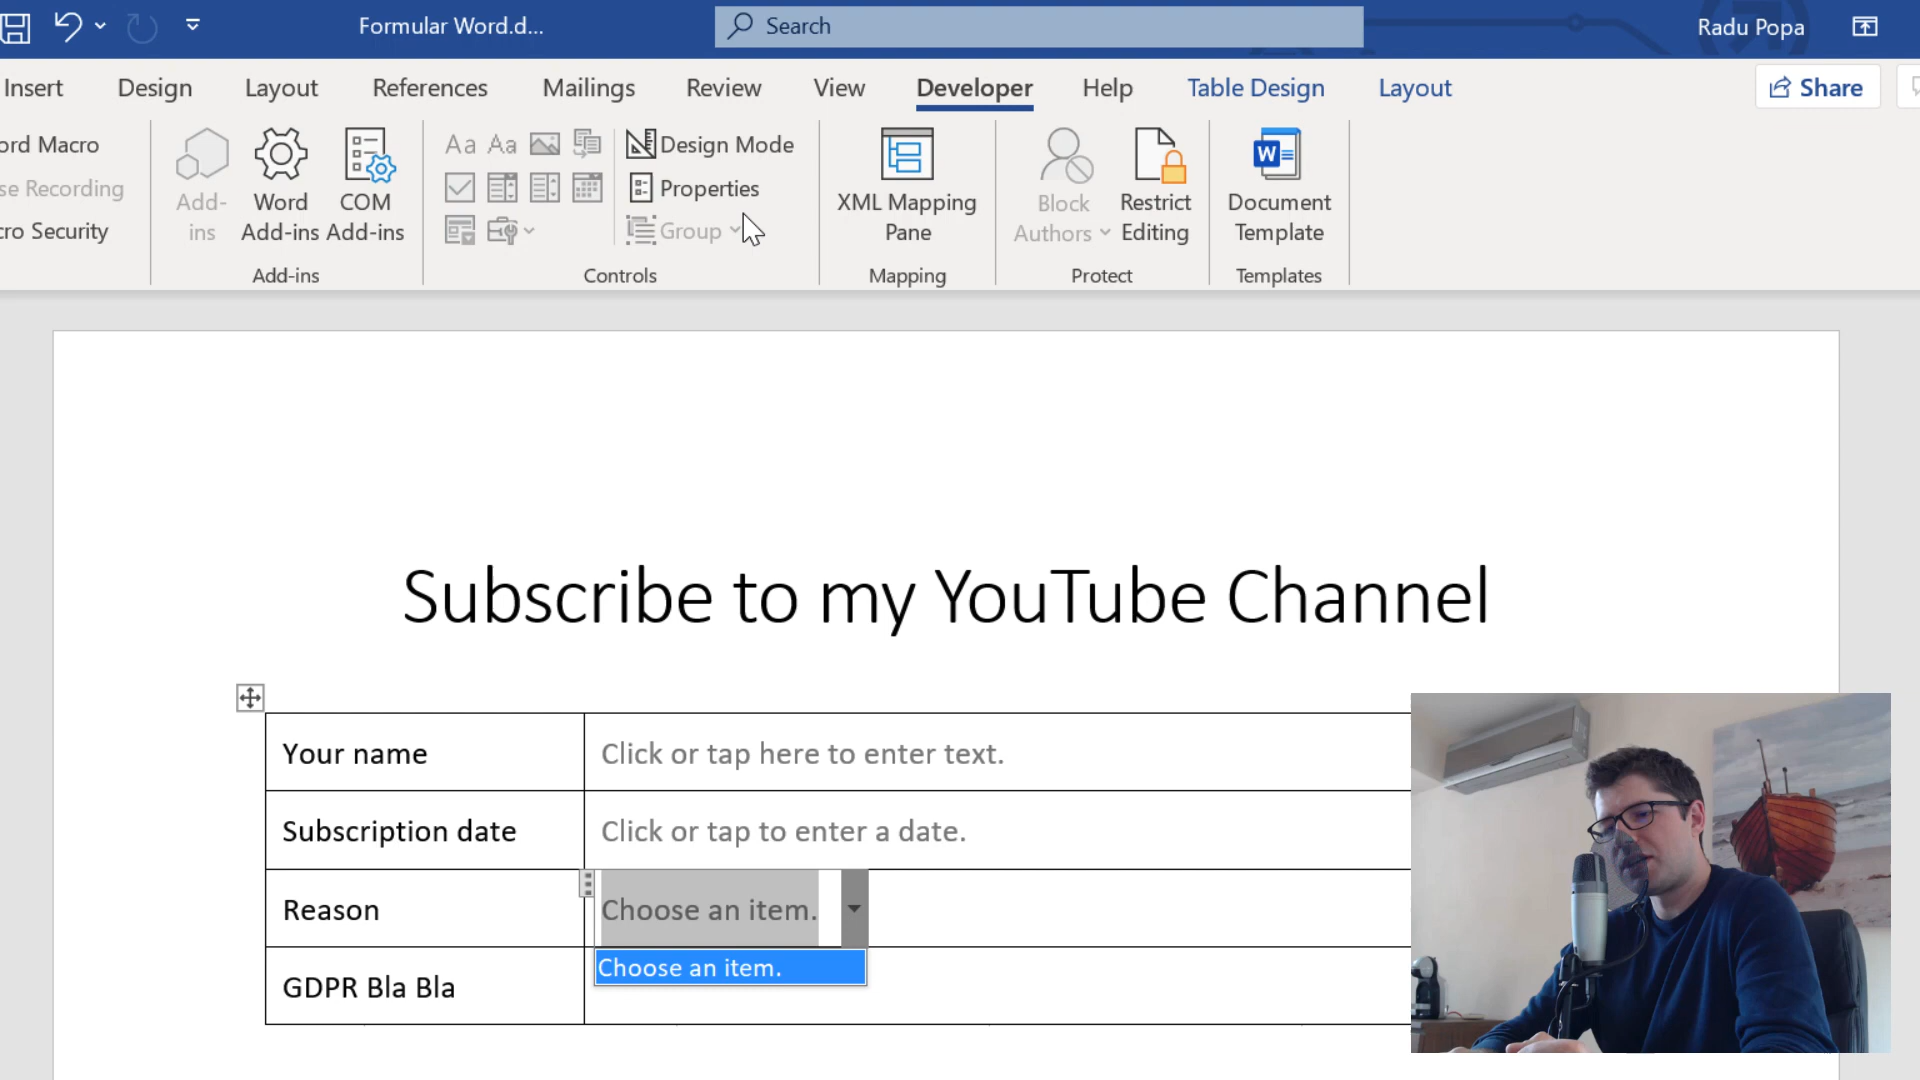 Formular Word.d...
Search
Radu Popa
Insert
Design
Layout
References
Mailings
Review
View
Developer
Help
Table Design
Layout
Share
ord Macro
se Recording
cro Security
Add-
ins
Word
Add-ins
COM
Add-ins
Add-ins
Aa Aa
Design Mode
Properties
Group
Controls
XML Mapping
Pane
Mapping
Block
Authors
Restrict
Editing
Protect
W
Document
Template
Templates
Subscribe to my YouTube Channel
Your name
Click or tap here to enter text.
Subscription date
Click or tap to enter a date.
Reason
Choose an item.
Choose an item.
GDPR Bla Bla